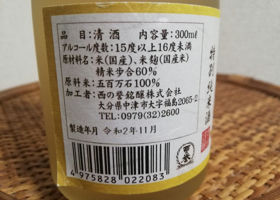 品目:清酒 内容量:300㎖
アルコール度数:15度以上16度未満
原材料名:米(国産)、米麹(国産米)
精米歩合60%
原料米:五百万石100%
加工者:西の誉銘醸株式会社
大分県中津市大字福島2065-2
TEL:0979(32)2600
製造年月 令和2年11月
4 975828 022083
特別純米酒